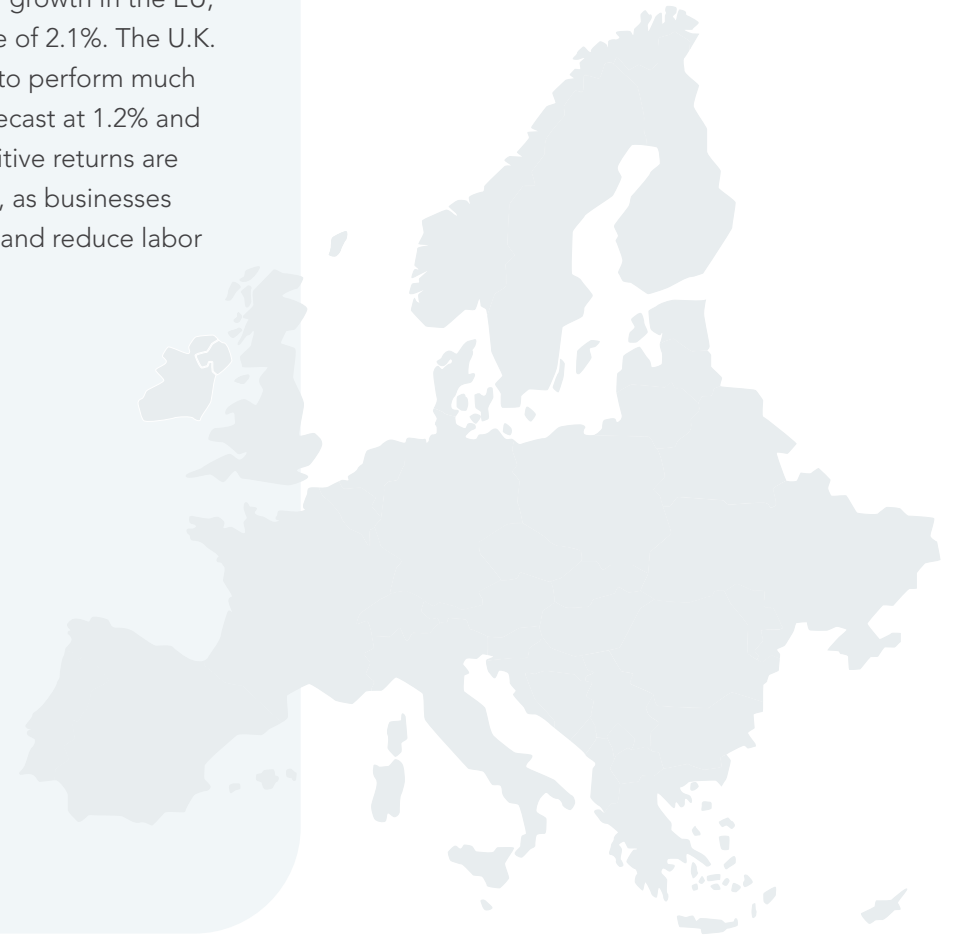 growth in the EU,
e of 2.1%. The U.K.
to perform much
ecast at 1.2% and
itive returns are
, as businesses
and reduce labor